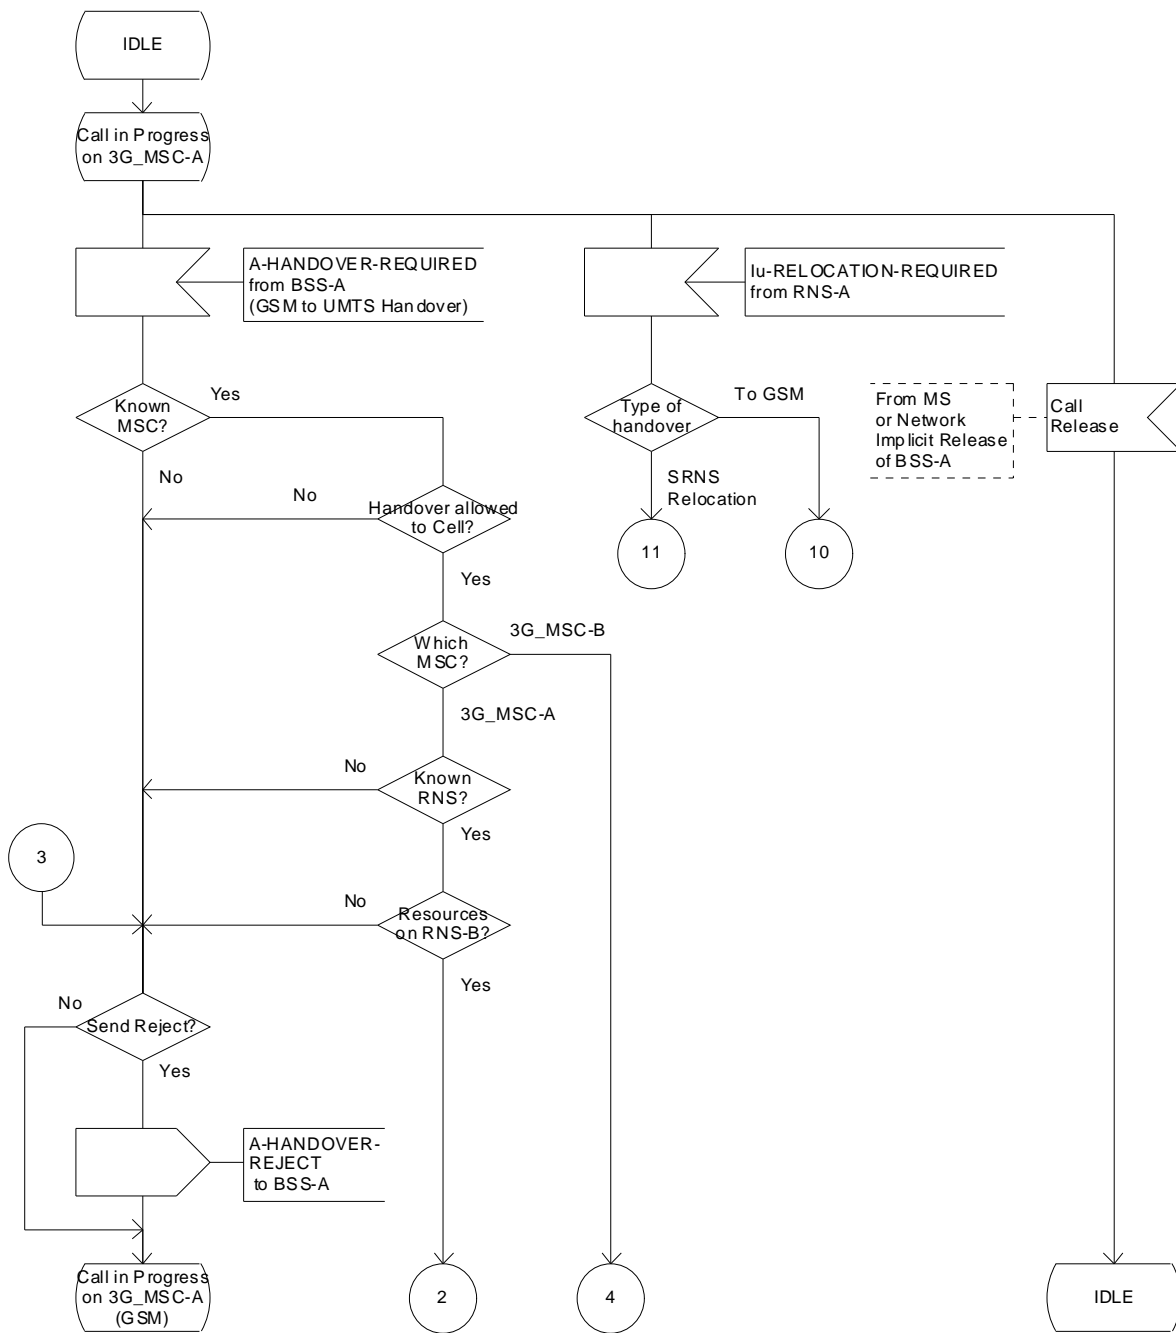 IDLE
Call in Progress
on 3G_MSC-A
A-HANDOVER-REQUIRED
from BSS-A
(GSM to UMTS Handover)
Iu-RELOCATION-REQUIRED
from RNS-A
Known
MSC?
Yes
No
Type of
handover
To GSM
SRNS
Relocation
From MS
or Network
Implicit Release
of BSS-A
Call
Release
No
Handover allowed
to Cell?
Yes
11
10
Which
MSC?
3G_MSC-B
3G_MSC-A
No
Known
RNS?
Yes
3
No
Resources
on RNS-B?
Yes
No
Send Reject?
Yes
A-HANDOVER-
REJECT
to BSS-A
Call in Progress
on 3G_MSC-A
(GSM)
2
4
IDLE